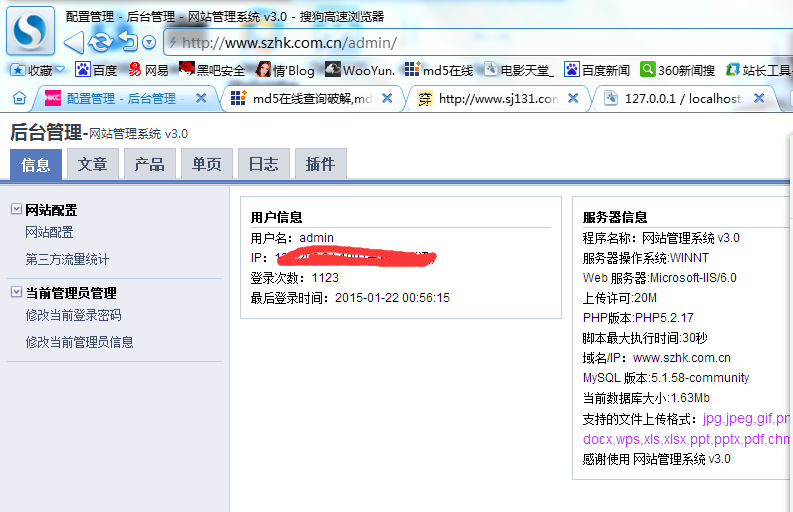 配置管理 - 后台管理 - 网站管理系统 v3.0 - 搜狗高速浏览器
http://www.szhk.com.cn/admin/
收藏 百度 网易 黑吧安全 情'Blog WooYun. md5在线 电影天堂_ 百度新闻 360新闻搜 站长工具
HKC 配置管理 - 后台管理 - md5在线查询破解,md 穿 http://www.sj131.con 127.0.0.1 / localhost
后台管理-网站管理系统 v3.0
信息 文章 产品 单页 日志 插件
网站配置
网站配置
第三方流量统计
当前管理员管理
修改当前登录密码
修改当前管理员信息
用户信息
用户名：admin
IP：
登录次数：1123
最后登录时间：2015-01-22 00:56:15
服务器信息
程序名称：网站管理系统 v3.0
服务器操作系统:WINNT
Web 服务器:Microsoft-IIS/6.0
上传许可:20M
PHP版本:PHP5.2.17
脚本最大执行时间:30秒
域名/IP：www.szhk.com.cn
MySQL 版本:5.1.58-community
当前数据库大小:1.63Mb
支持的文件上传格式：jpg,jpeg,gif,pn
docx,wps,xls,xlsx,ppt,pptx,pdf,chm
感谢使用 网站管理系统 v3.0